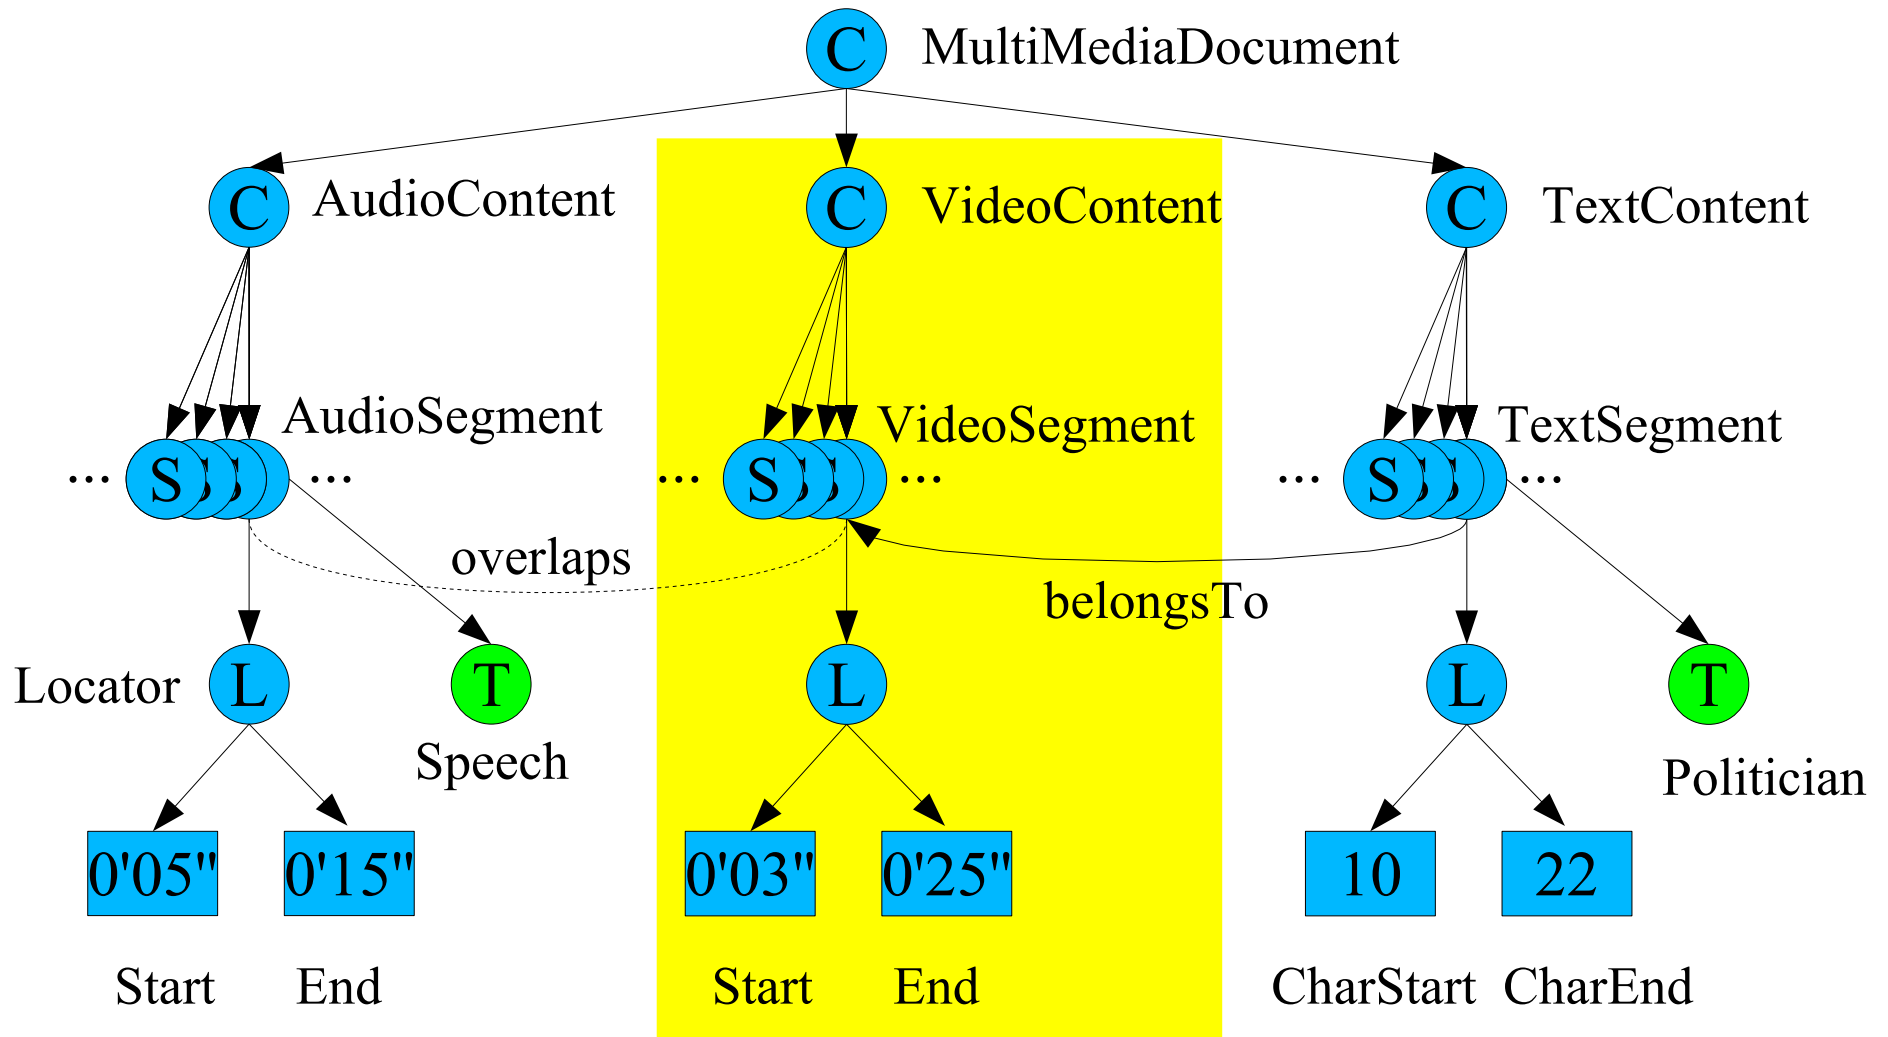 C MultiMediaDocument
C AudioContent
C VideoContent
C TextContent
AudioSegment
VideoSegment
TextSegment
... S S S ...
... S S S ...
... S S S ...
overlaps
belongsTo
Locator L
T
L
L
T
Speech
Politician
0'05" 0'15"
0'03" 0'25"
10 22
Start End
Start End
CharStart CharEnd